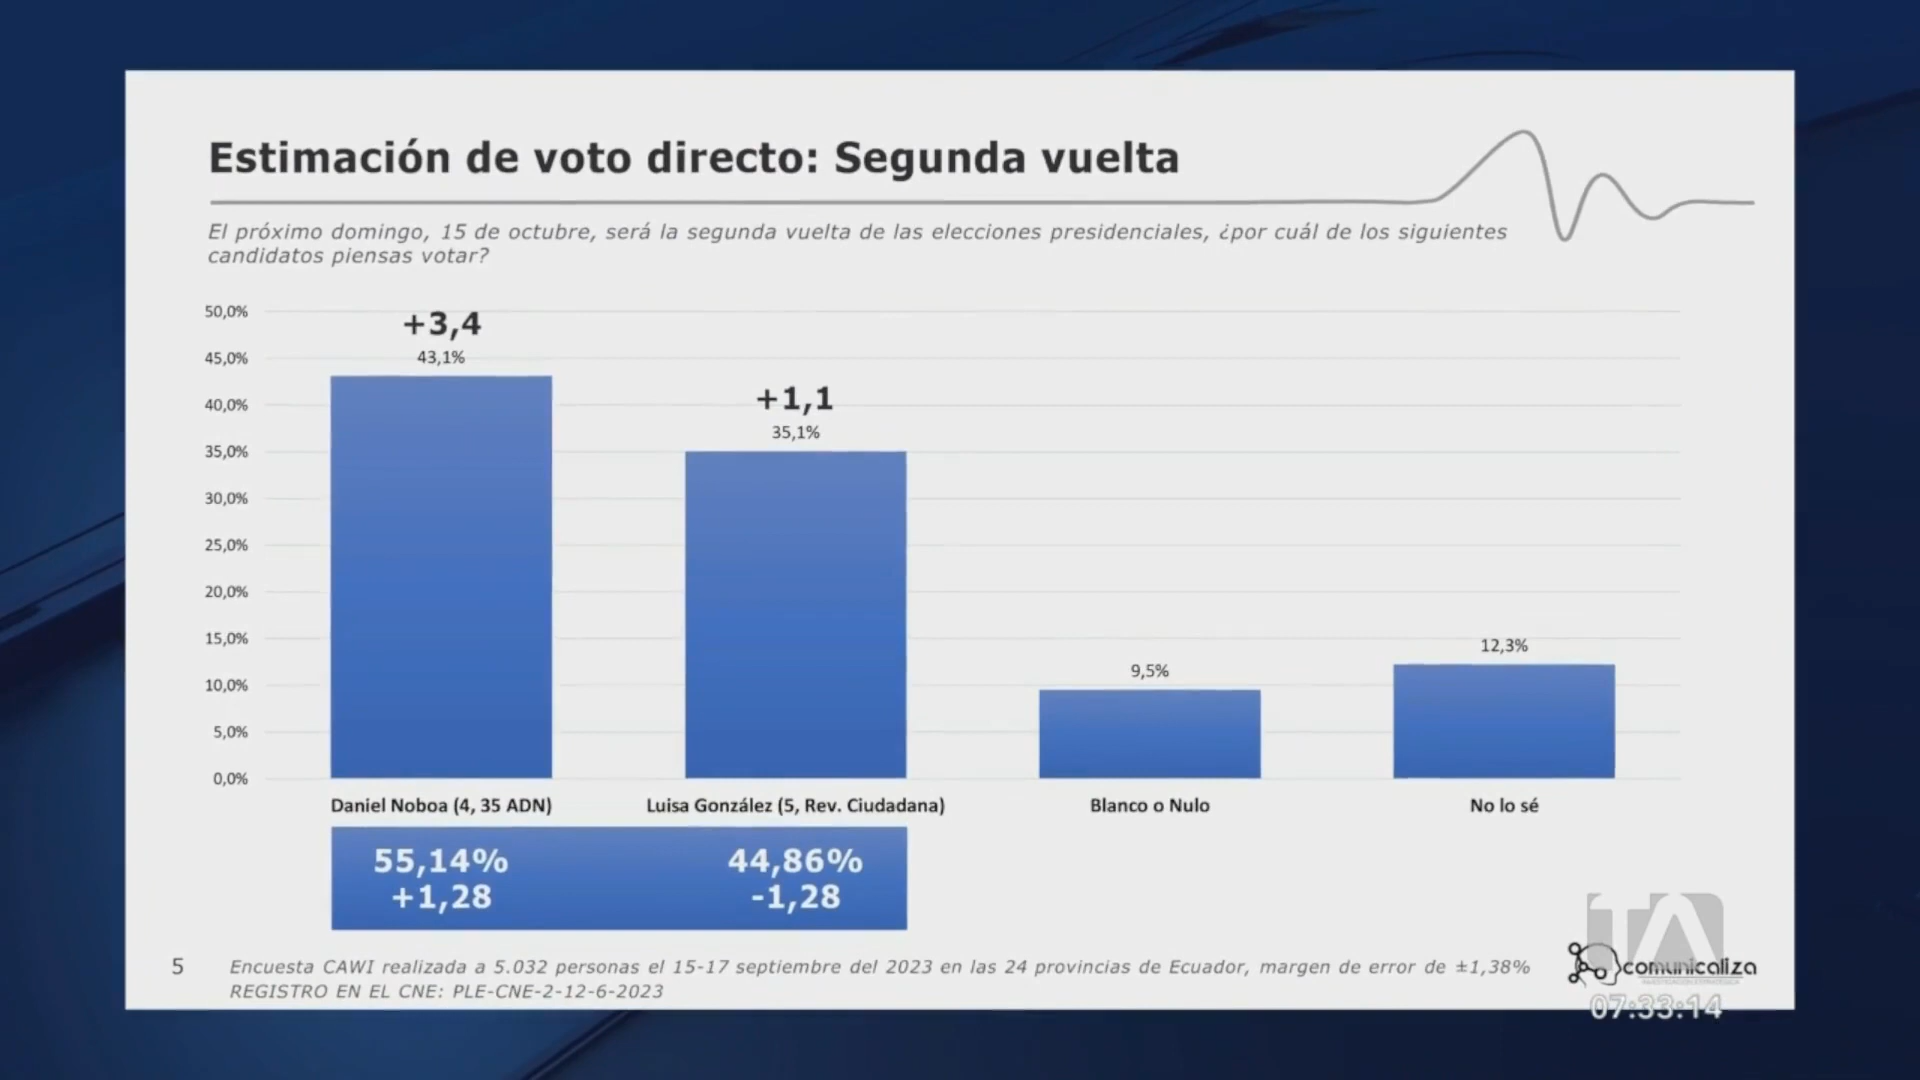 Estimación de voto directo: Segunda vuelta
El próximo domingo, 15 de octubre, será la segunda vuelta de las elecciones presidenciales, ¿por cuál de los siguientes
candidatos piensas votar?
50,0%
45,0%
40,0%
35,0%
30,0%
25,0%
20,0%
15,0%
10,0%
5,0%
0,0%
+3,4
43,1%
+1,1
35,1%
9,5%
12,3%
Daniel Noboa (4, 35 ADN)
Luisa González (5, Rev. Ciudadana)
Blanco o Nulo
No lo sé
55,14%
+1,28
44,86%
-1,28
5
Encuesta CAWI realizada a 5.032 personas el 15-17 septiembre del 2023 en las 24 provincias de Ecuador, margen de error de ±1,38%
REGISTRO EN EL CNE: PLE-CNE-2-12-6-2023
TA
comunicaliza
07:33:14